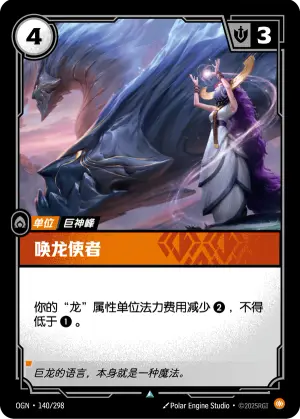 4
3
单位 巨神峰
唤龙使者
你的“龙”属性单位法力费用减少 2 ，不得
低于 1 。
巨龙的语言，本身就是一种魔法。
OGN • 140/298
Polar Engine Studio • ©2025RGI